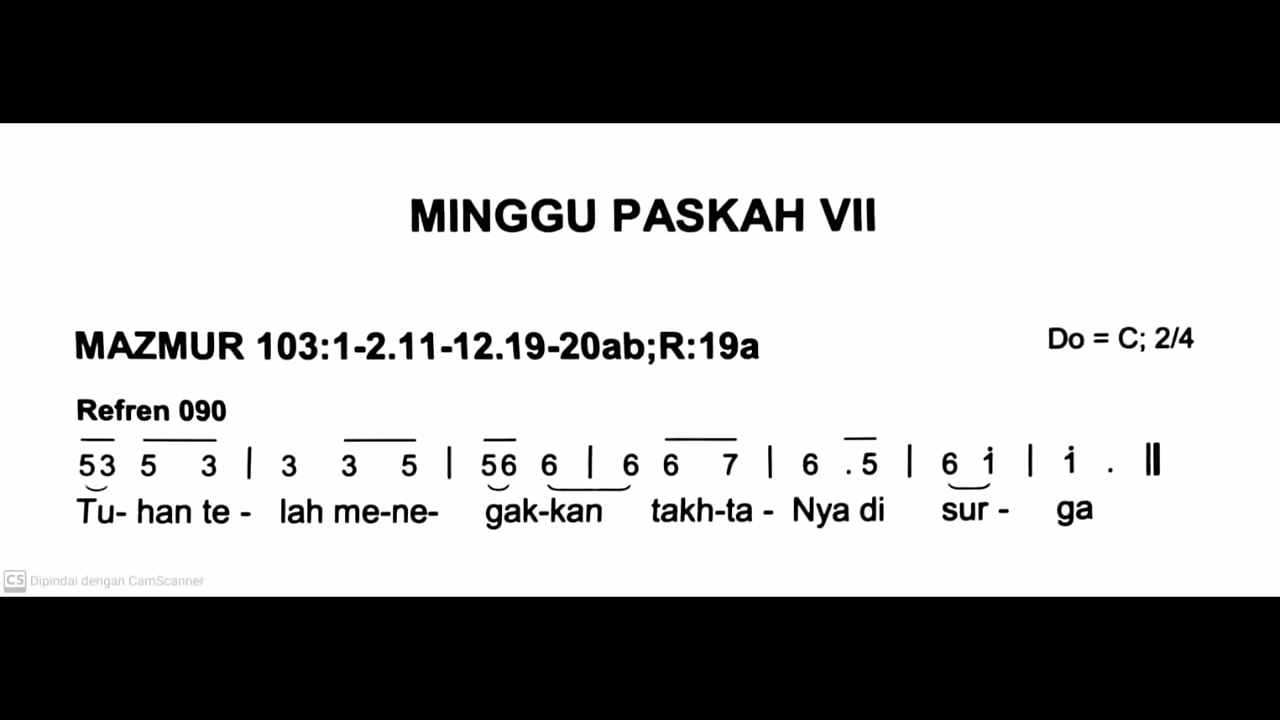 MINGGU PASKAH VII
MAZMUR 103:1-2.11-12.19-20ab;R:19a
Do = C; 2/4
Refren 090
53 5 3 | 3 3 5 | 56 6 | 6 6 7 | 6 .5 | 6 i | i . ||
Tu- han te - lah me-ne- gak-kan takh-ta - Nya di sur - ga
CS Dipindai dengan CamScanner